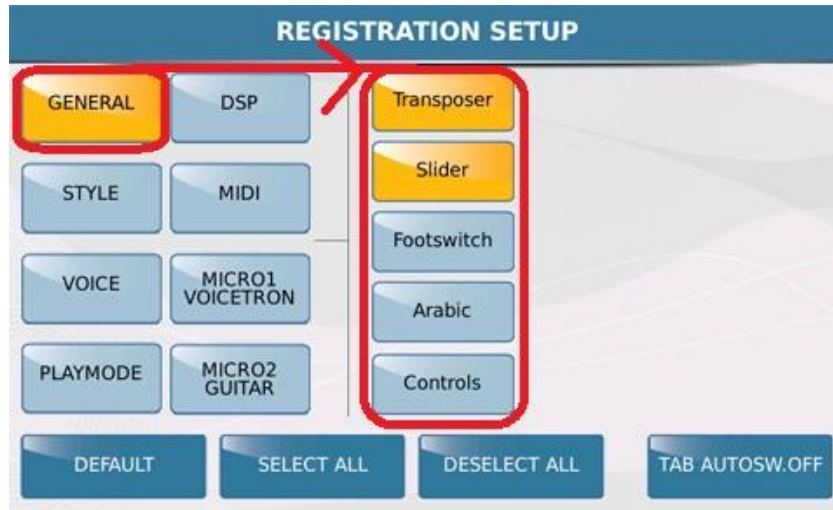 REGISTRATION SETUP
GENERAL
DSP
STYLE
MIDI
VOICE
MICRO1
VOICETRON
PLAYMODE
MICRO2
GUITAR
Transposer
Slider
Footswitch
Arabic
Controls
DEFAULT
SELECT ALL
DESELECT ALL
TAB AUTOSW.OFF